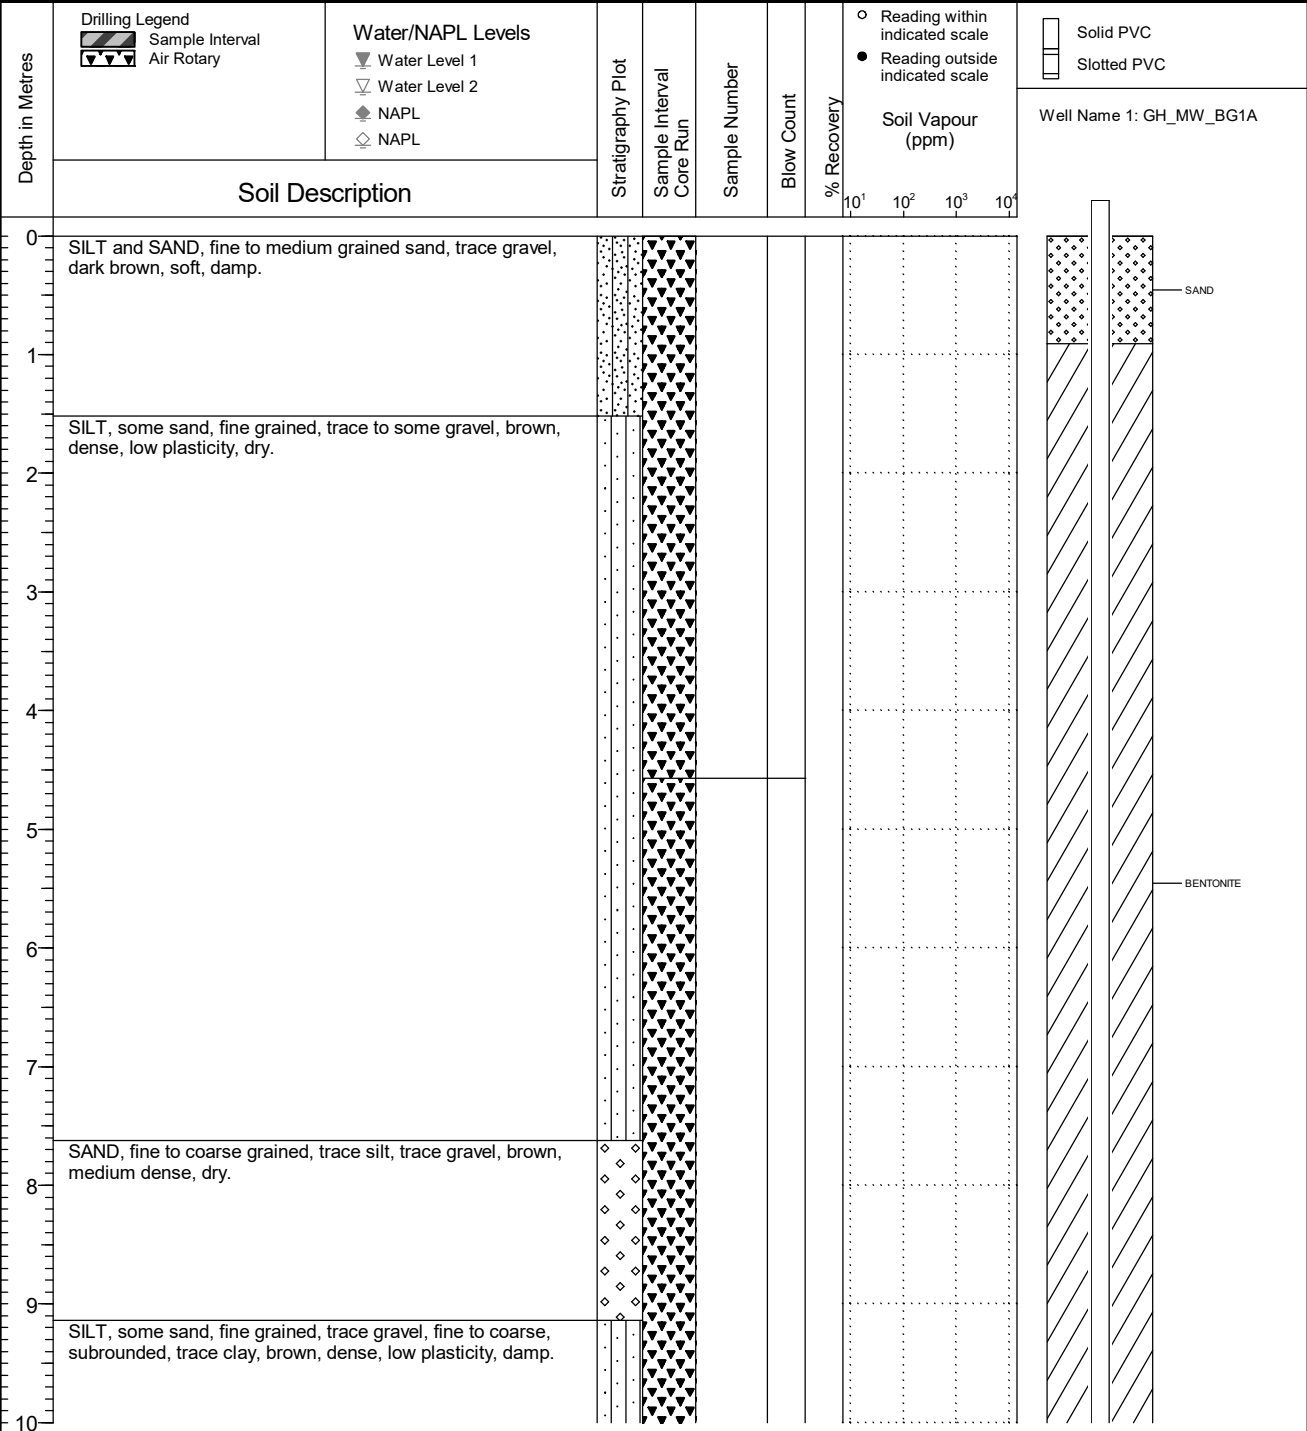 Depth in Metres
Drilling Legend
Sample Interval
Air Rotary
Water/NAPL Levels
Water Level 1
Water Level 2
NAPL
NAPL
Soil Description
Stratigraphy Plot
Sample Interval
Core Run
Sample Number
Blow Count
% Recovery
Reading within
indicated scale
Reading outside
indicated scale
Soil Vapour
(ppm)
10¹ 10² 10³ 10⁴
Solid PVC
Slotted PVC
Well Name 1: GH_MW_BG1A
0
SILT and SAND, fine to medium grained sand, trace gravel,
dark brown, soft, damp.
SAND
1
SILT, some sand, fine grained, trace to some gravel, brown,
dense, low plasticity, dry.
2
3
4
5
BENTONITE
6
7
SAND, fine to coarse grained, trace silt, trace gravel, brown,
medium dense, dry.
8
9
SILT, some sand, fine grained, trace gravel, fine to coarse,
subrounded, trace clay, brown, dense, low plasticity, damp.
10